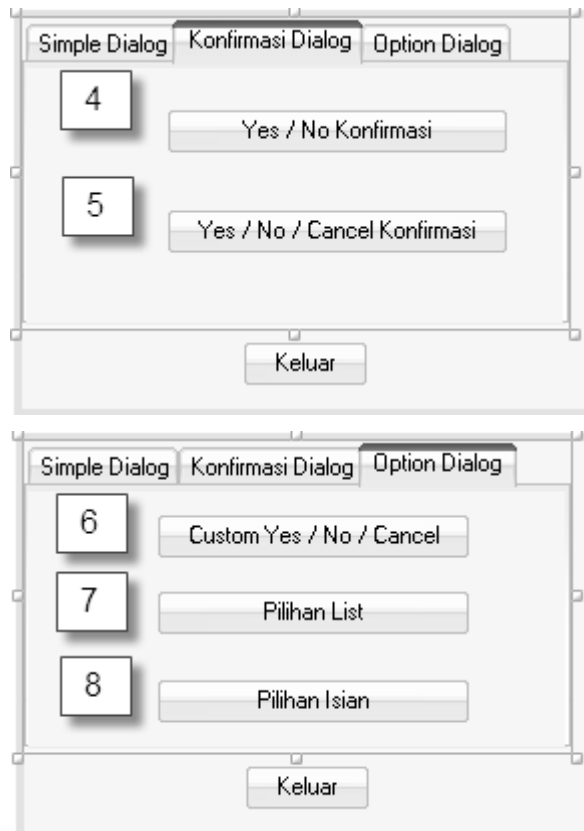 Simple Dialog Konfirmasi Dialog Option Dialog
4
Yes / No Konfirmasi
5
Yes / No / Cancel Konfirmasi
Keluar
Simple Dialog Konfirmasi Dialog Option Dialog
6
Custom Yes / No / Cancel
7
Pilihan List
8
Pilihan Isian
Keluar